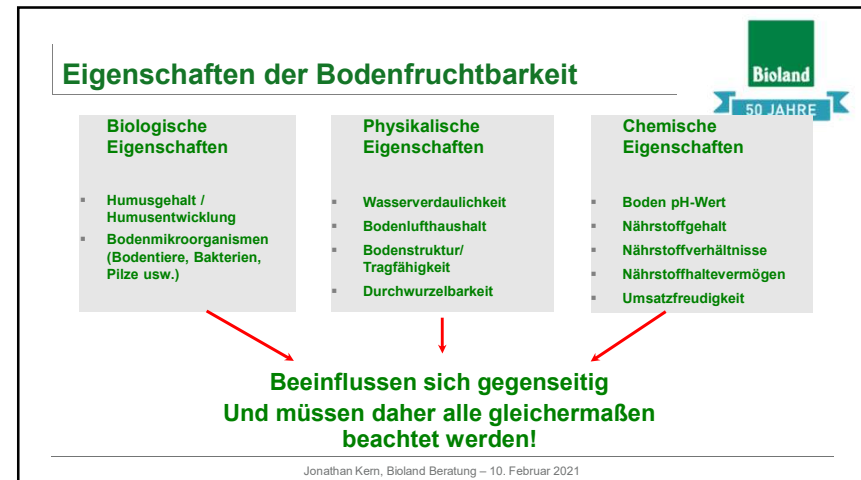 Eigenschaften der Bodenfruchtbarkeit
Bioland
50 JAHRE
Biologische
Eigenschaften
▪ Humusgehalt /
Humusentwicklung
▪ Bodenmikroorganismen
(Bodentiere, Bakterien,
Pilze usw.)
Physikalische
Eigenschaften
▪ Wasserverdaulichkeit
▪ Bodenlufthaushalt
▪ Bodenstruktur/
Tragfähigkeit
▪ Durchwurzelbarkeit
Chemische
Eigenschaften
▪ Boden pH-Wert
▪ Nährstoffgehalt
▪ Nährstoffverhältnisse
▪ Nährstoffhaltevermögen
▪ Umsatzfreudigkeit
Beeinflussen sich gegenseitig
Und müssen daher alle gleichermaßen
beachtet werden!
Jonathan Kern, Bioland Beratung – 10. Februar 2021